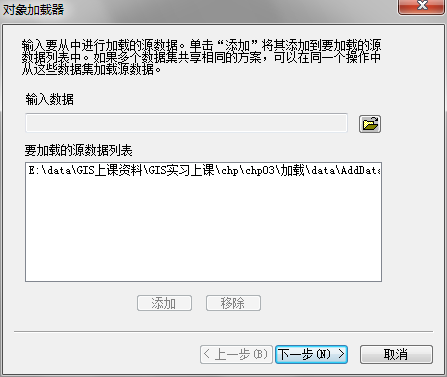 对象加载器
输入要从中进行加载的源数据。单击“添加”将其添加到要加载的源
数据列表中。如果多个数据集共享相同的方案，可以在同一个操作中
从这些数据集加载源数据。
输入数据
要加载的源数据列表
E:\data\GIS上课资料\GIS实习上课\chp\chp03\加载\data\AddData
添加
移除
< 上一步(B)
下一步(N) >
取消